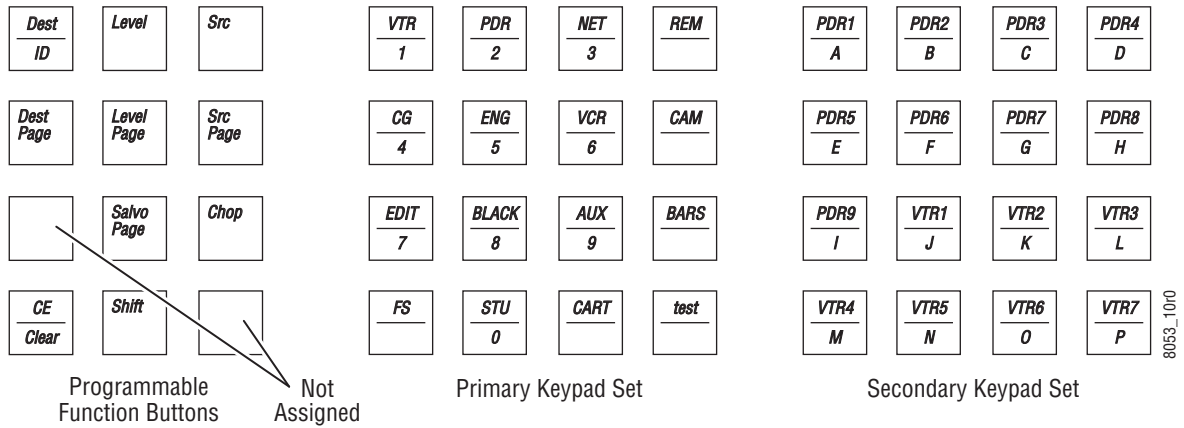 Dest Level Src VTR PDR NET REM PDR1 PDR2 PDR3 PDR4
ID 1 2 3 A B C D
Dest Level Src CG ENG VCR CAM PDR5 PDR6 PDR7 PDR8
Page Page Page 4 5 6 E F G H
Salvo Chop EDIT BLACK AUX BARS PDR9 VTR1 VTR2 VTR3
Page 7 8 9 I J K L
CE Shift FS STU CART test VTR4 VTR5 VTR6 VTR7
Clear 0 M N O P
8053_10r0
Programmable Not Primary Keypad Set Secondary Keypad Set
Function Buttons Assigned